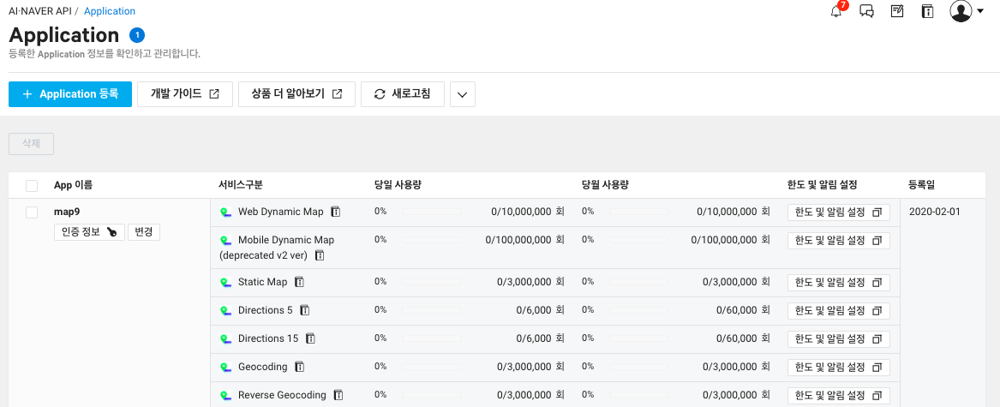 AI·NAVER API / Application
7
Application 1
등록한 Application 정보를 확인하고 관리합니다.
+ Application 등록 개발 가이드 상품 더 알아보기 새로고침
삭제
App 이름 서비스구분 당일 사용량 당월 사용량 한도 및 알림 설정 등록일
map9 Web Dynamic Map 0% 0/10,000,000 회 0% 0/10,000,000 회 한도 및 알림 설정 2020-02-01
인증 정보 변경
Mobile Dynamic Map 0% 0/100,000,000 회 0% 0/100,000,000 회 한도 및 알림 설정
(deprecated v2 ver)
Static Map 0% 0/3,000,000 회 0% 0/3,000,000 회 한도 및 알림 설정
Directions 5 0% 0/6,000 회 0% 0/60,000 회 한도 및 알림 설정
Directions 15 0% 0/6,000 회 0% 0/60,000 회 한도 및 알림 설정
Geocoding 0% 0/3,000,000 회 0% 0/3,000,000 회 한도 및 알림 설정
Reverse Geocoding 0% 0/3,000,000 회 0% 0/3,000,000 회 한도 및 알림 설정